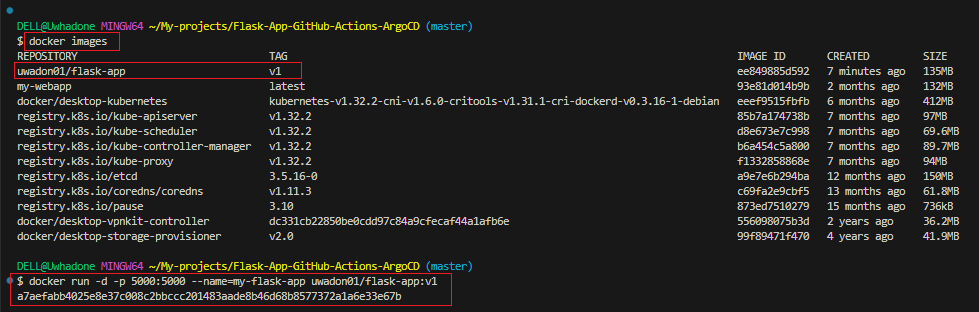 DELL@Uwhadone MINGW64 ~/My-projects/Flask-App-GitHub-Actions-ArgoCD (master)
$ docker images
REPOSITORY TAG IMAGE ID CREATED SIZE
uwadon01/flask-app v1 ee849885d592 7 minutes ago 135MB
my-webapp latest 93e81d014b9b 2 months ago 132MB
docker/desktop-kubernetes kubernetes-v1.32.2-cni-v1.6.0-critools-v1.31.1-cri-dockerd-v0.3.16-1-debian eeef9515fbfb 6 months ago 412MB
registry.k8s.io/kube-apiserver v1.32.2 85b7a174738b 7 months ago 97MB
registry.k8s.io/kube-scheduler v1.32.2 d8e673e7c998 7 months ago 69.6MB
registry.k8s.io/kube-controller-manager v1.32.2 b6a454c5a800 7 months ago 89.7MB
registry.k8s.io/kube-proxy v1.32.2 f1332858868e 7 months ago 94MB
registry.k8s.io/etcd 3.5.16-0 a9e7e6b294ba 12 months ago 150MB
registry.k8s.io/coredns/coredns v1.11.3 c69fa2e9cbf5 13 months ago 61.8MB
registry.k8s.io/pause 3.10 873ed7510279 15 months ago 736kB
docker/desktop-vpnkit-controller dc331cb22850be0cdd97c84a9cfecaf44a1afb6e 556098075b3d 2 years ago 36.2MB
docker/desktop-storage-provisioner v2.0 99f89471f470 4 years ago 41.9MB
DELL@Uwhadone MINGW64 ~/My-projects/Flask-App-GitHub-Actions-ArgoCD (master)
$ docker run -d -p 5000:5000 --name=my-flask-app uwadon01/flask-app:v1
a7aefabb4025e8e37c008c2bbccc201483aade8b46d68b8577372a1a6e33e67b